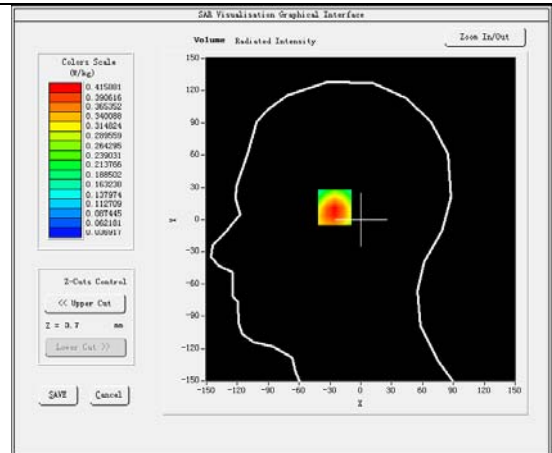 SAR Visualisation Graphical Interface
Volume Radiated Intensity
Zoom In/Out
Colors Scale
(W/kg)
0.415881
0.390616
0.365352
0.340088
0.314824
0.289559
0.264295
0.239031
0.213766
0.188502
0.163238
0.137974
0.112709
0.087445
0.062181
0.036917
Z-Cuts Control
<< Upper Cut
Z = 3.7 mm
Lower Cut >>
SAVE Cancel
150
120
90
60
30
Y 0
-30
-60
-90
-120
-150
-150 -120 -90 -60 -30 0 30 60 90 120 150
X